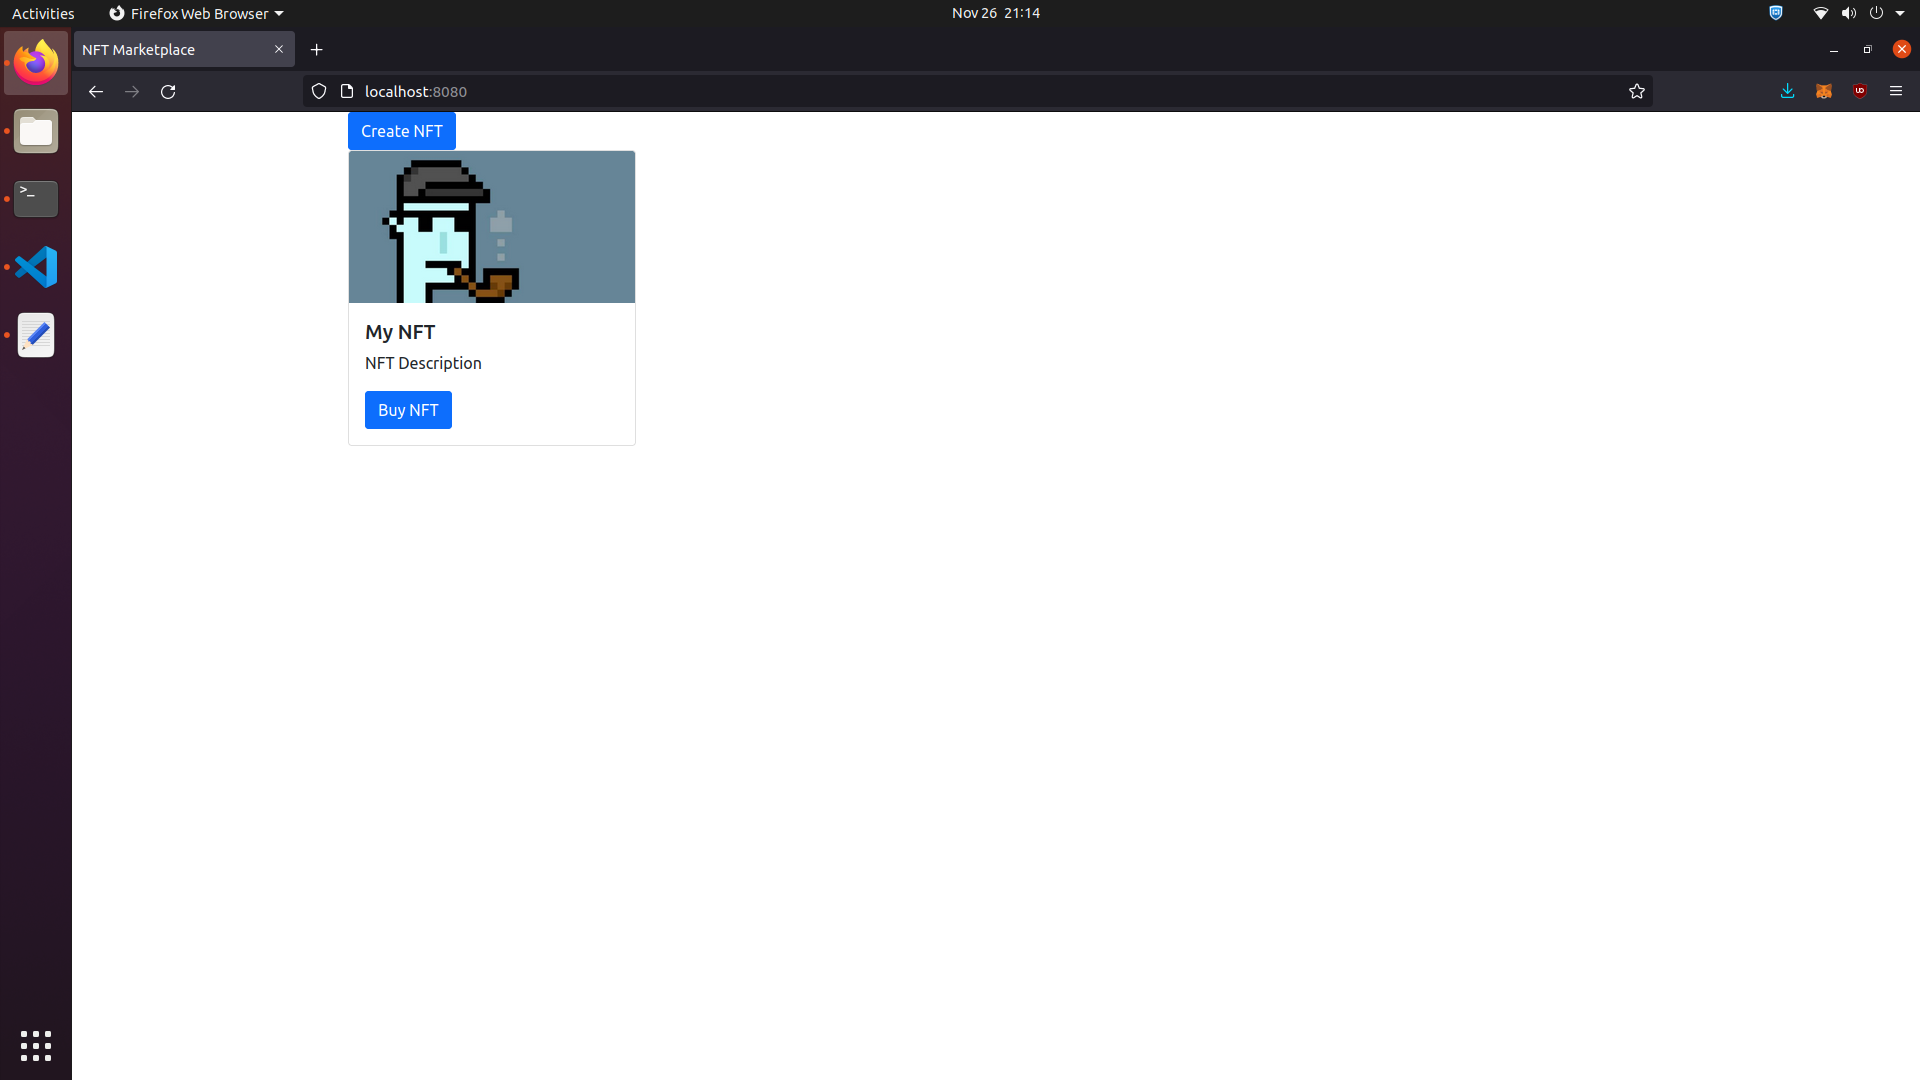 Activities
Firefox Web Browser
Nov 26 21:14
NFT Marketplace
localhost:8080
Create NFT
My NFT
NFT Description
Buy NFT